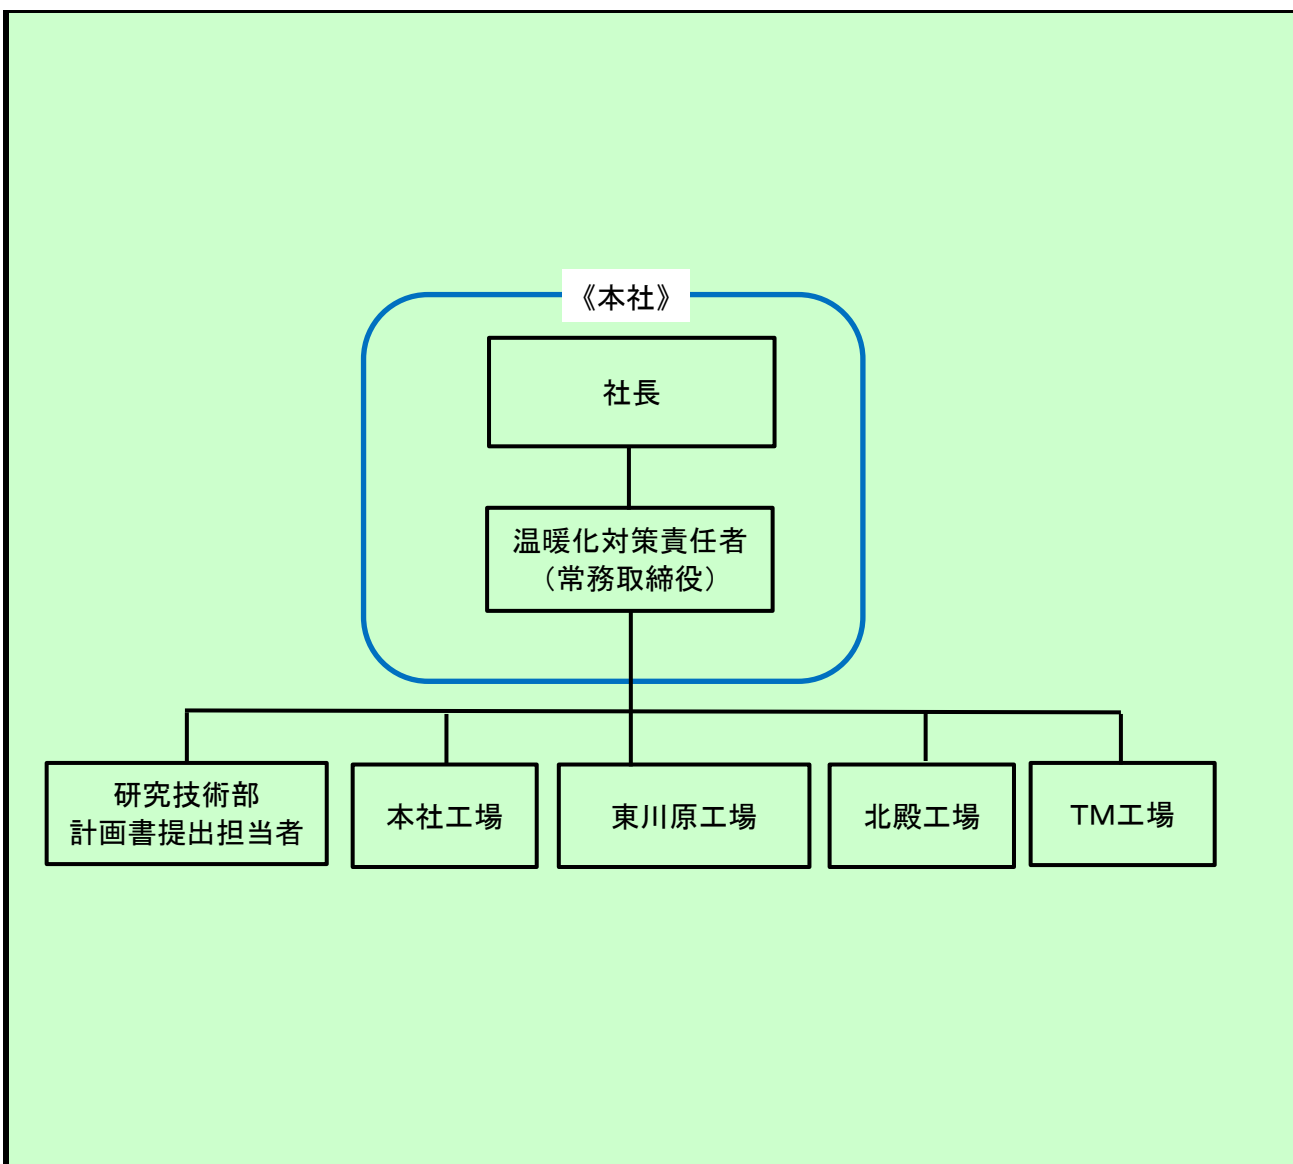 《本社》
社長
温暖化対策責任者
（常務取締役）
研究技術部
計画書提出担当者
本社工場
東川原工場
北殿工場
TM工場